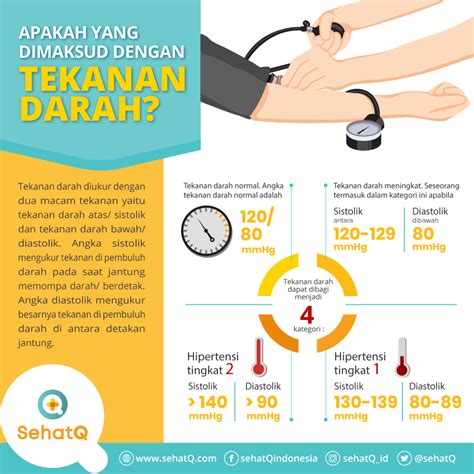 APAKAH YANG
DIMAKSUD DENGAN
TEKANAN
DARAH?
Tekanan darah diukur dengan
dua macam tekanan yaitu
tekanan darah atas/ sistolik
dan tekanan darah bawah/
diastolik. Angka sistolik
mengukur tekanan di pembuluh
darah pada saat jantung
memompa darah/ berdetak.
Angka diastolik mengukur
besarnya tekanan di pembuluh
darah di antara detakan
jantung.
Tekanan darah normal. Angka
tekanan darah normal adalah
120/
80
mmHg
Tekanan darah meningkat. Seseorang
termasuk dalam kategori ini apabila
Sistolik
antara
120-129
mmHg
Diastolik
dibawah
80
mmHg
Tekanan darah
dapat dibagi
menjadi
4
kategori :
Hipertensi
tingkat 2
Sistolik
> 140
mmHg
Diastolik
> 90
mmHg
Hipertensi
tingkat 1
Sistolik
130-139
mmHg
Diastolik
80-89
mmHg
SehatQ
www.sehatQ.com
sehatQindonesia
sehatQ_id
@sehatQ